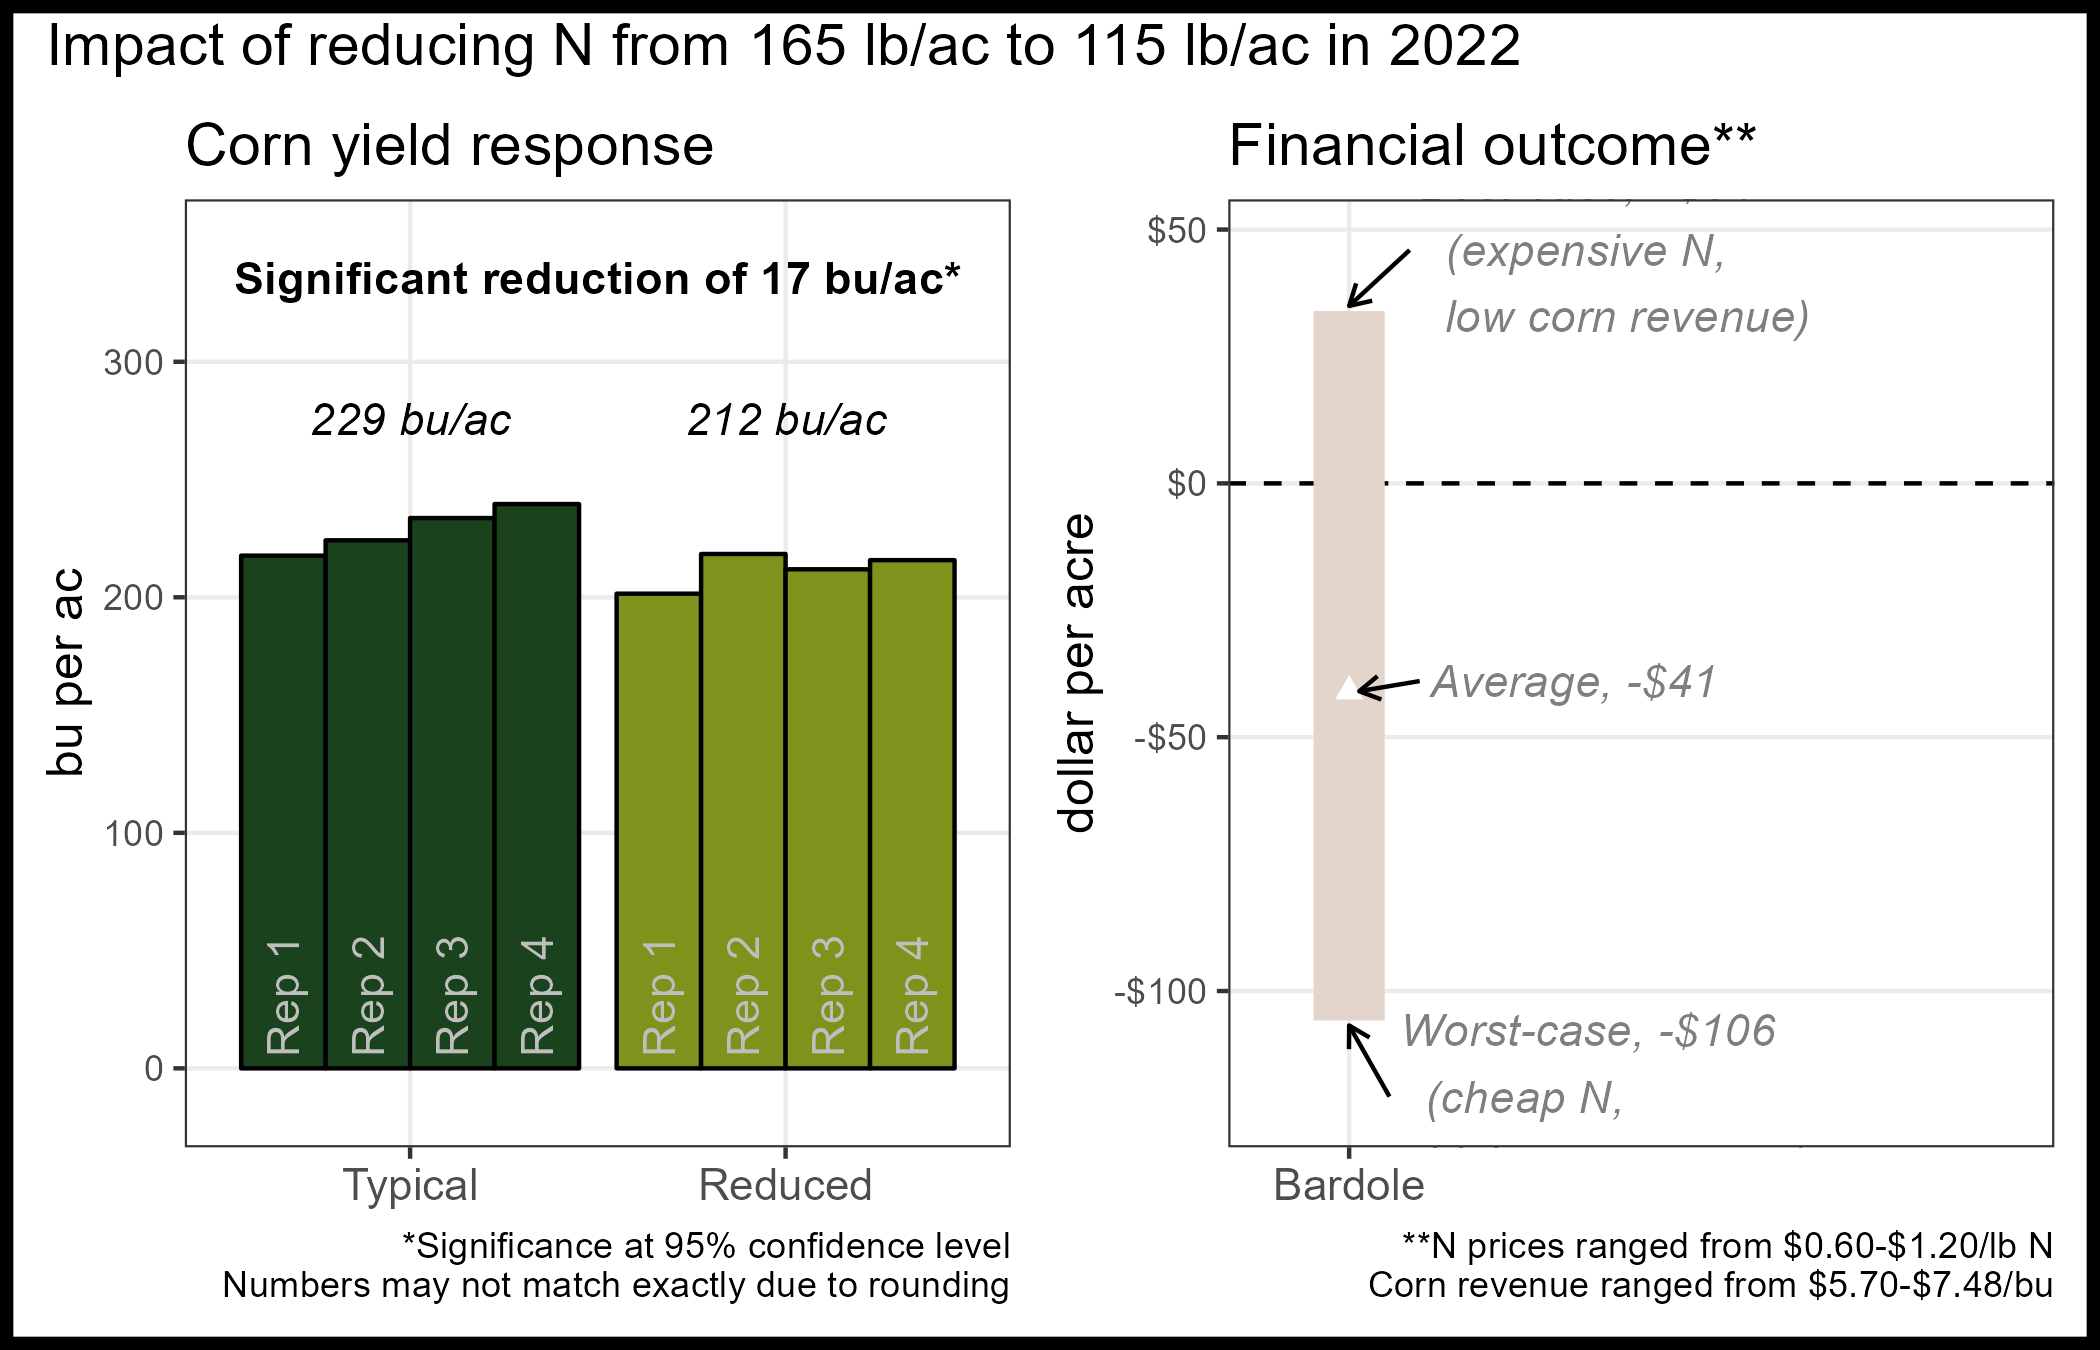 Impact of reducing N from 165 lb/ac to 115 lb/ac in 2022
Corn yield response
Significant reduction of 17 bu/ac*
300
229 bu/ac
212 bu/ac
200
100
0
bu per ac
Rep 1
Rep 2
Rep 3
Rep 4
Rep 1
Rep 2
Rep 3
Rep 4
Typical
Reduced
*Significance at 95% confidence level
Numbers may not match exactly due to rounding
Financial outcome**
$50
(expensive N,
low corn revenue)
$0
Average, -$41
-$50
-$100
Worst-case, -$106
(cheap N,
dollar per acre
Bardole
**N prices ranged from $0.60-$1.20/lb N
Corn revenue ranged from $5.70-$7.48/bu